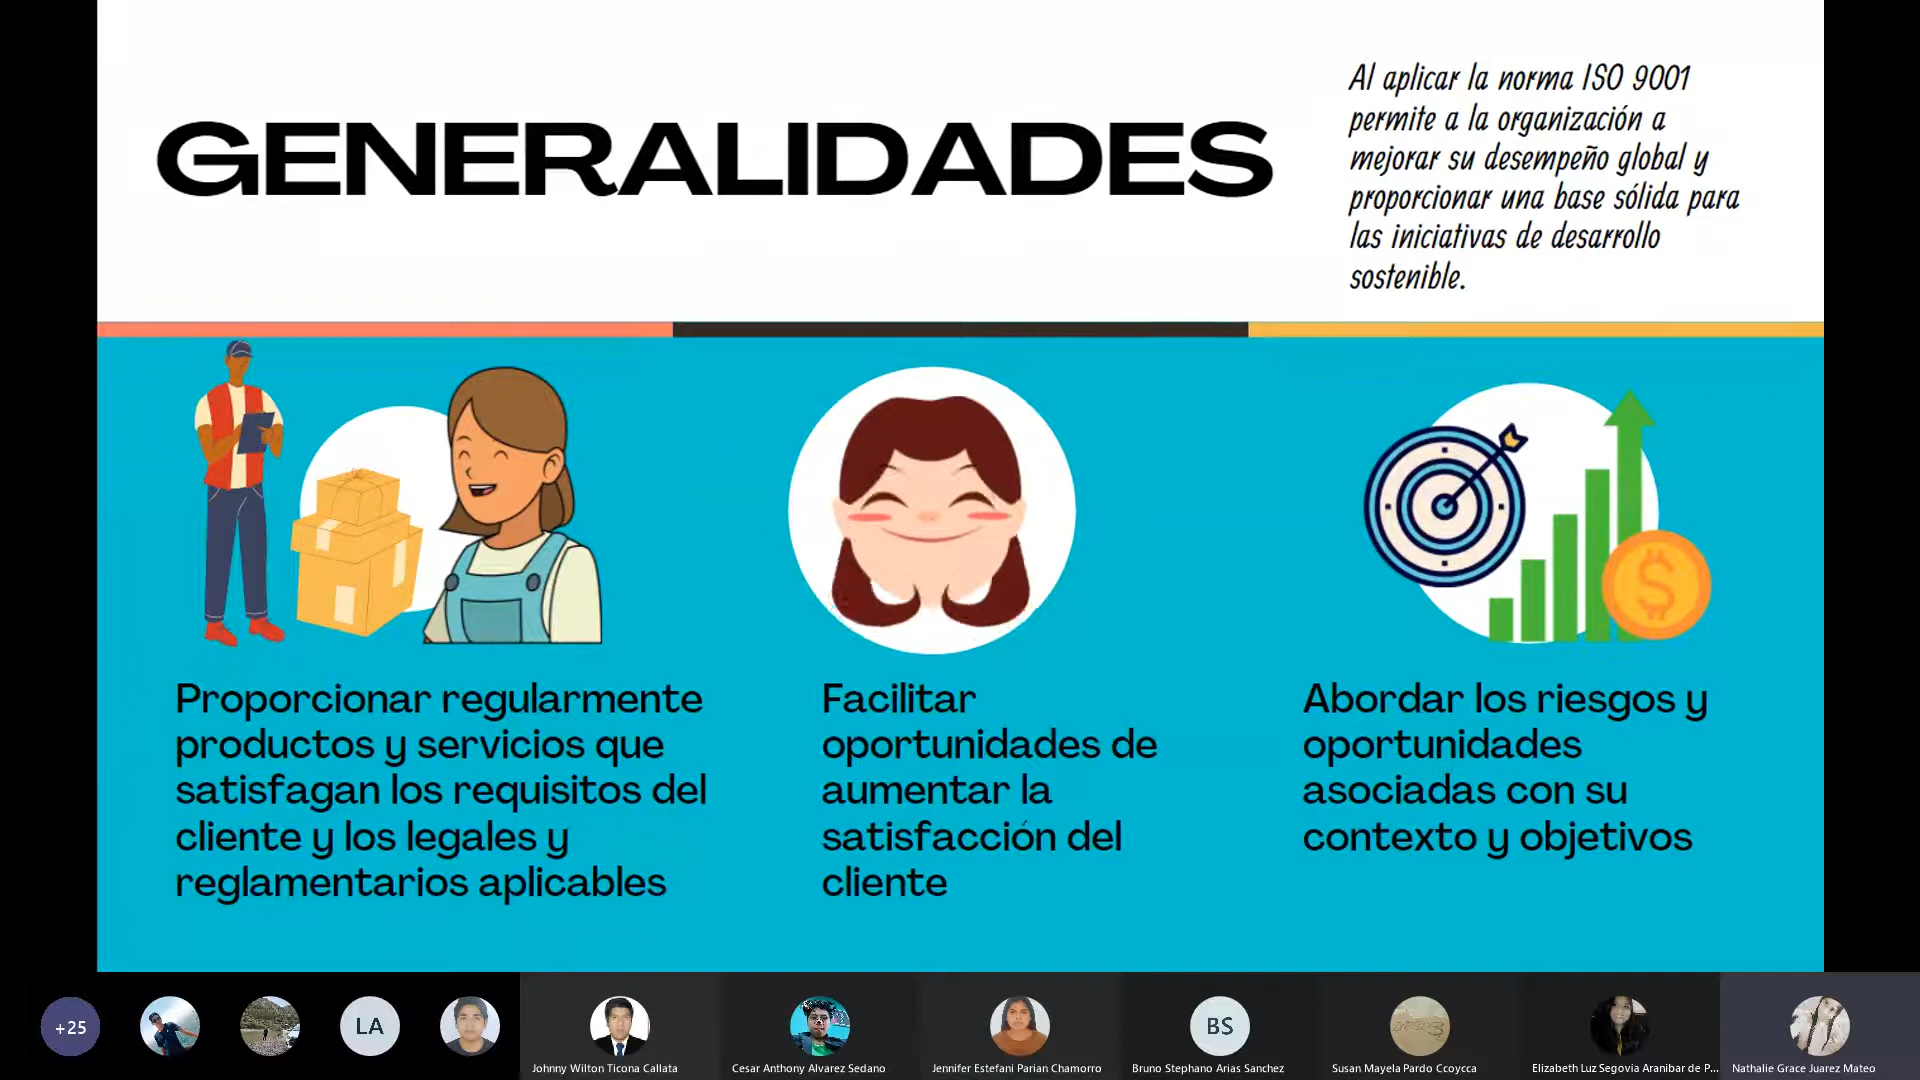 GENERALIDADES
Al aplicar la norma ISO 9001
permite a la organización a
mejorar su desempeño global y
proporcionar una base sólida para
las iniciativas de desarrollo
sostenible.
$
Proporcionar regularmente
productos y servicios que
satisfagan los requisitos del
cliente y los legales y
reglamentarios aplicables
Facilitar
oportunidades de
aumentar la
satisfacción del
cliente
Abordar los riesgos y
oportunidades
asociadas con su
contexto y objetivos
+25
LA
BS
Johnny Wilton Ticona Callata
Cesar Anthony Alvarez Sedano
Jennifer Estefani Parian Chamorro
Bruno Stephano Arias Sanchez
Susan Mayela Pardo Ccoycca
Elizabeth Luz Segovia Aranibar de P...
Nathalie Grace Juarez Mateo